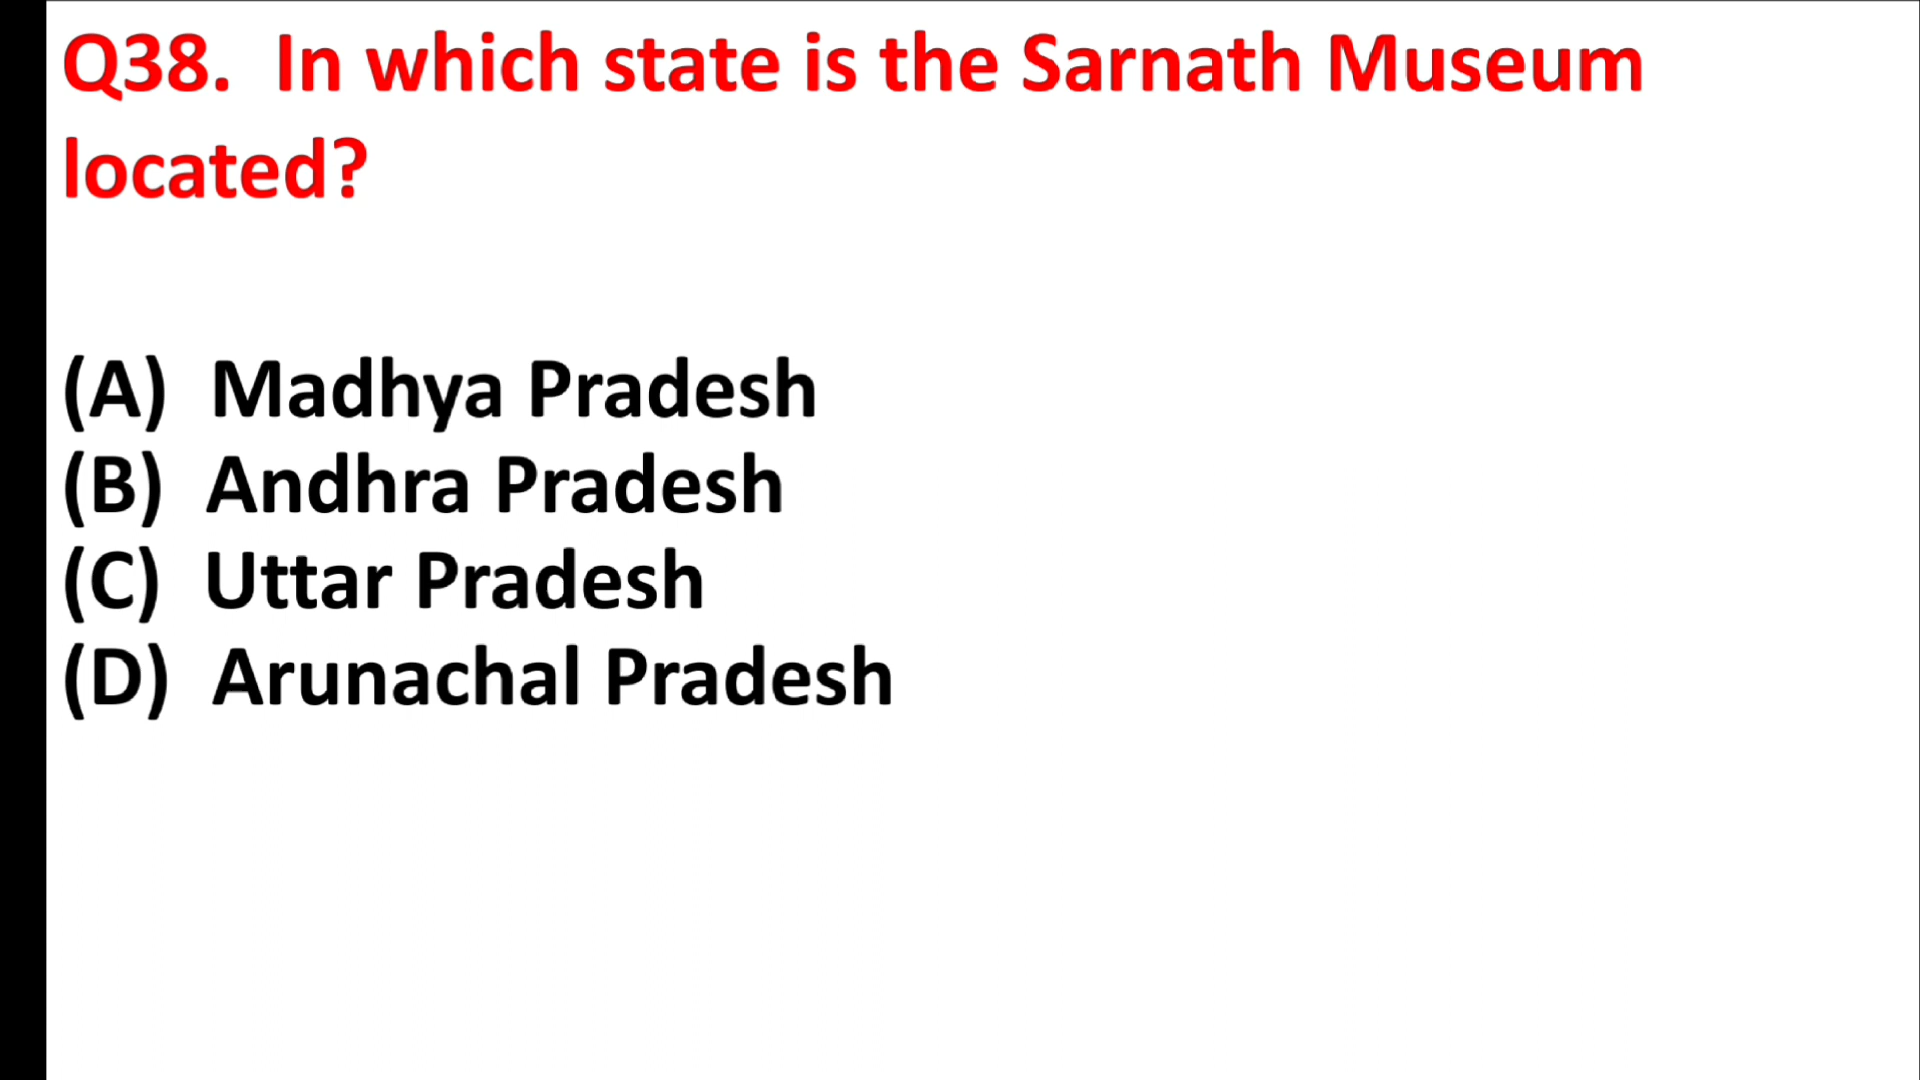 Q38.  In which state is the Sarnath Museum
located?
(A)  Madhya Pradesh
(B)  Andhra Pradesh
(C)  Uttar Pradesh
(D)  Arunachal Pradesh